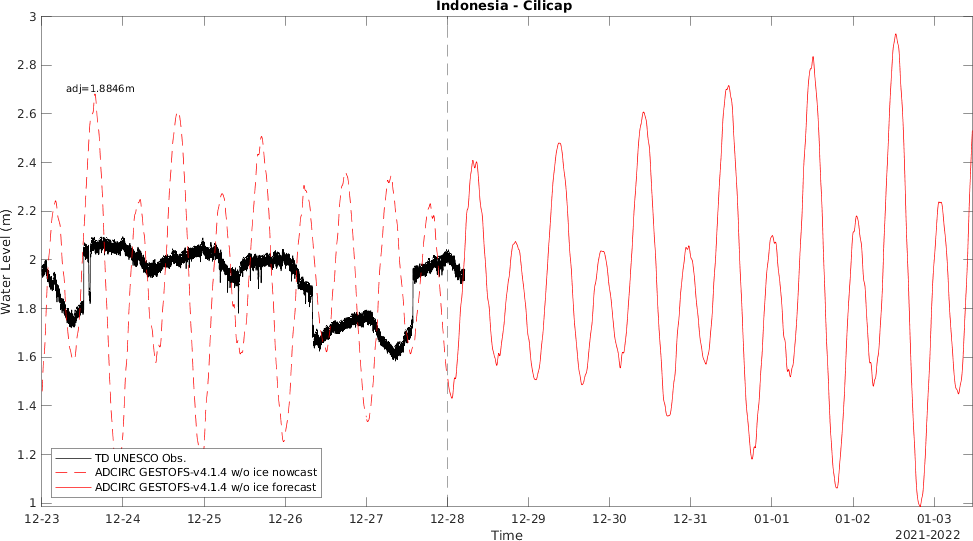 Indonesia - Cilicap
adj=1.8846m
3
2.8
2.6
2.4
2.2
2
1.8
1.6
1.4
1.2
1
Water Level (m)
TD UNESCO Obs.
ADCIRC GESTOFS-v4.1.4 w/o ice nowcast
ADCIRC GESTOFS-v4.1.4 w/o ice forecast
12-23 12-24 12-25 12-26 12-27 12-28 12-29 12-30 12-31 01-01 01-02 01-03
Time
2021-2022